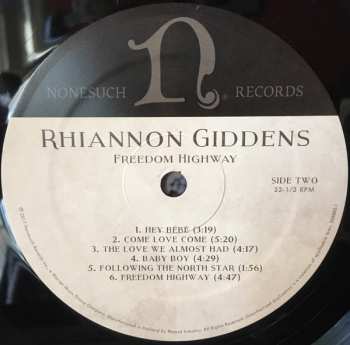 NONESUCH n RECORDS
RHIANNON GIDDENS
FREEDOM HIGHWAY
SIDE TWO
33-1/3 RPM
1. HEY BÉBÉ (3:19)
2. COME LOVE COME (5:20)
3. THE LOVE WE ALMOST HAD (4:17)
4. BABY BOY (4:29)
5. FOLLOWING THE NORTH STAR (1:56)
6. FREEDOM HIGHWAY (4:47)